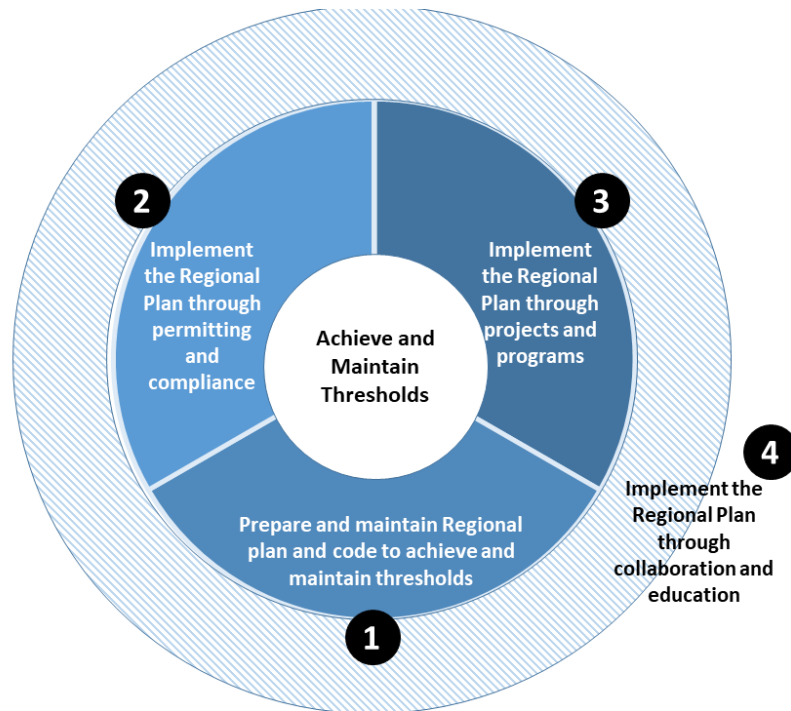 2
Implement
the Regional
Plan through
permitting
and
compliance
3
Implement
the Regional
Plan through
projects and
programs
Achieve and
Maintain
Thresholds
4
Implement the
Regional Plan
through
collaboration and
education
Prepare and maintain Regional
plan and code to achieve and
maintain thresholds
1